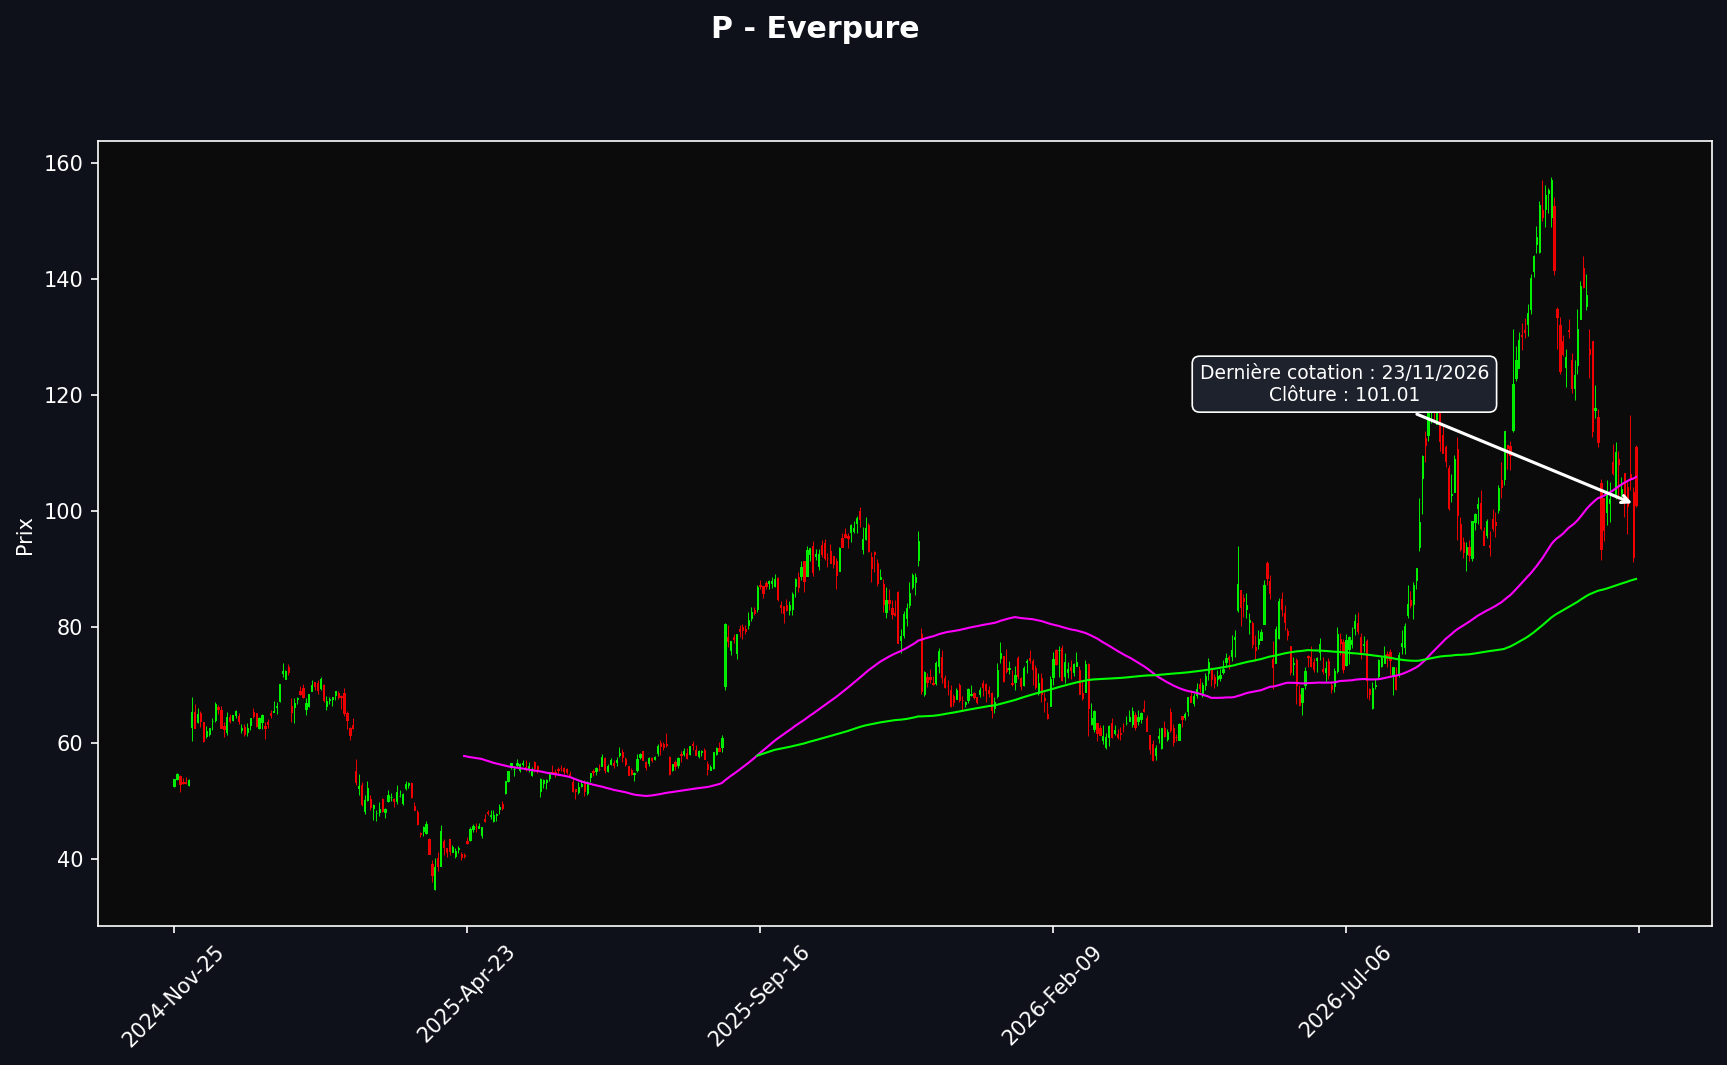 P - Everpure
160
140
120
100
80
60
40
Prix
Dernière cotation : 23/11/2026
Clôture : 101.01
2024-Nov-25
2025-Apr-23
2025-Sep-16
2026-Feb-09
2026-Jul-06